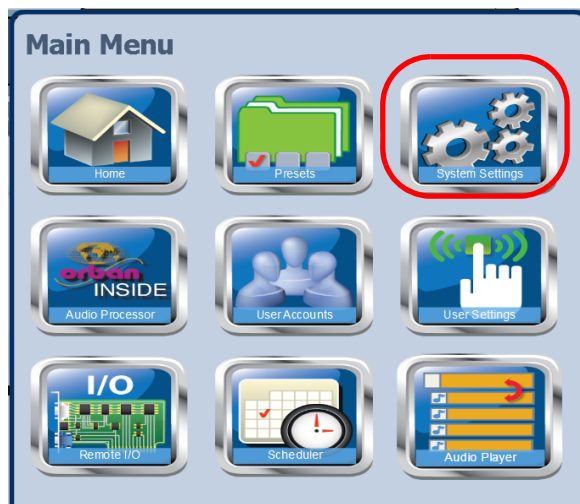 Main Menu
Home
Presets
System Settings
orban
INSIDE
Audio Processor
User Accounts
User Settings
I/O
Remote I/O
Scheduler
Audio Player